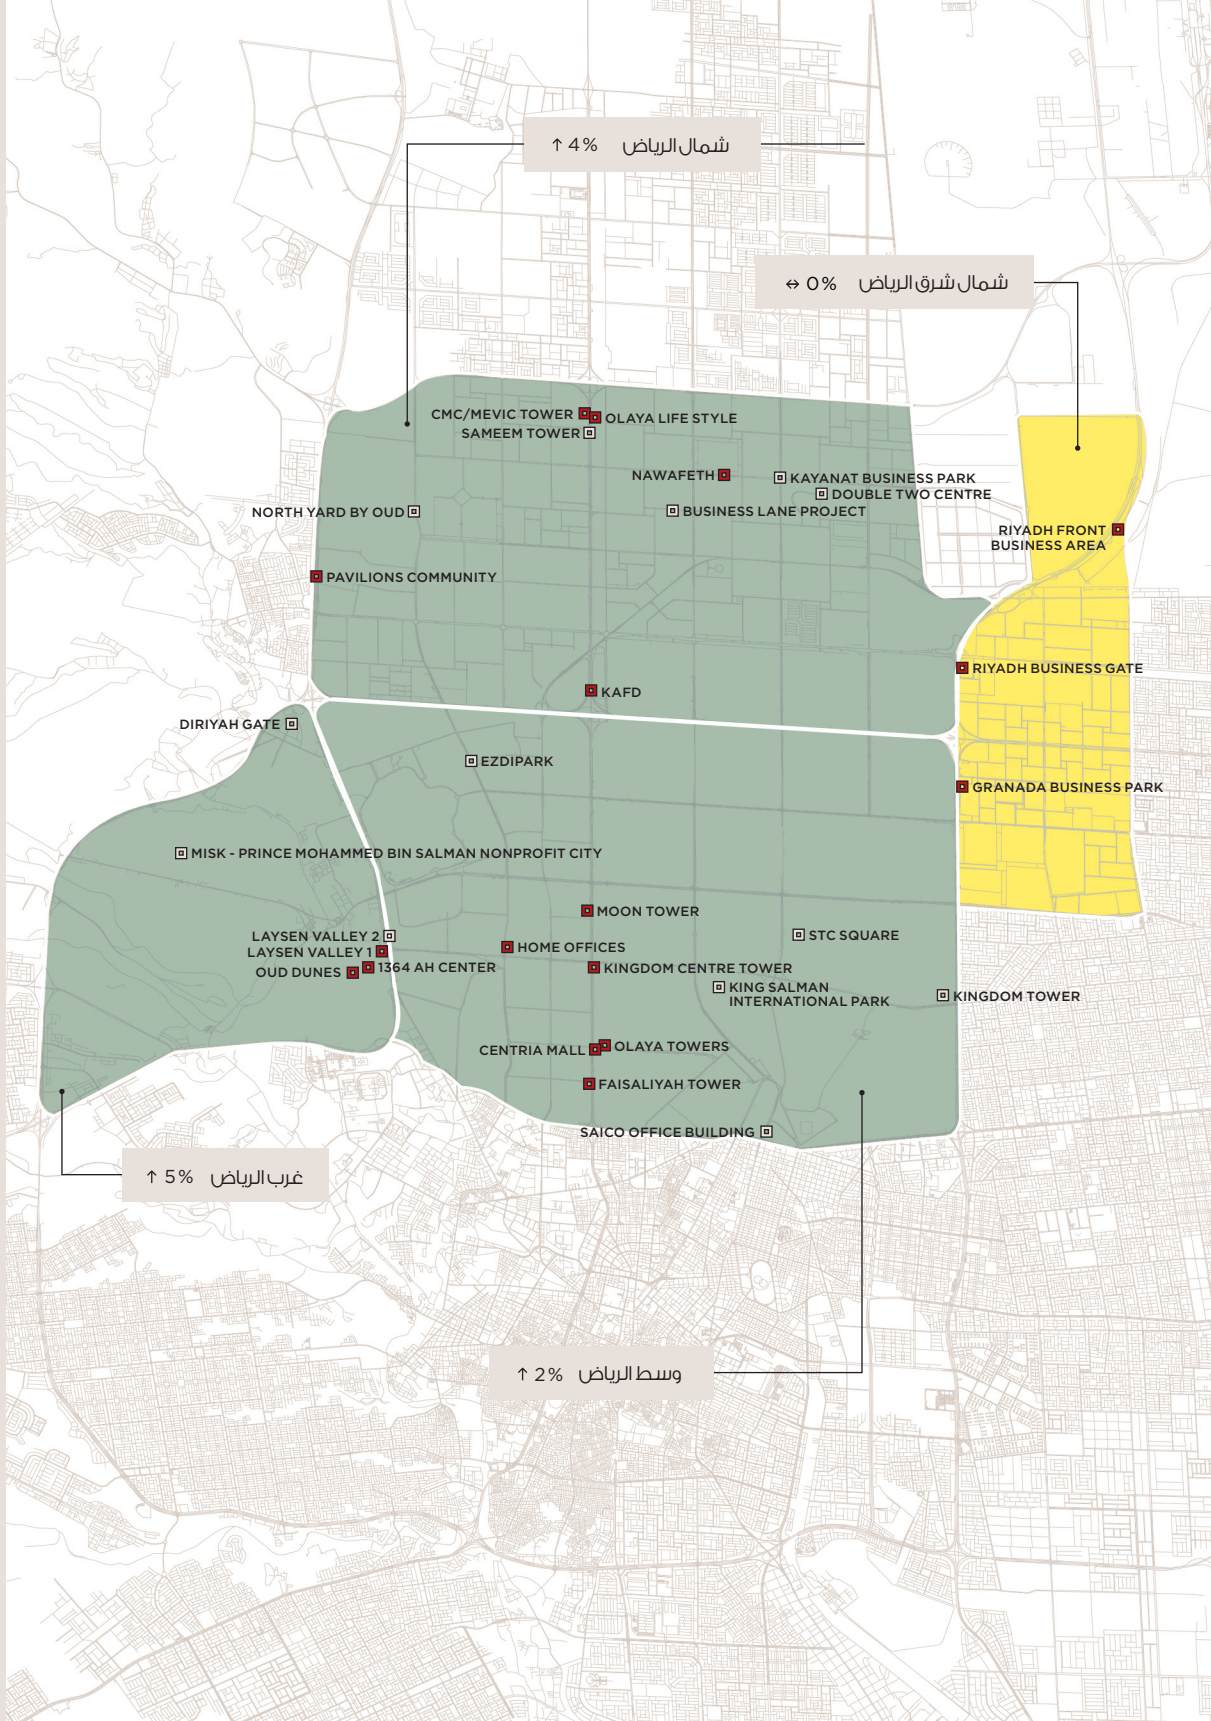 شمال الرياض ↑ 4%
شمال شرق الرياض ↔ 0%
CMC/MEVIC TOWER
OLAYA LIFE STYLE
SAMEEM TOWER
NAWAFETH
KAYANAT BUSINESS PARK
DOUBLE TWO CENTRE
NORTH YARD BY OUD
BUSINESS LANE PROJECT
RIYADH FRONT
BUSINESS AREA
PAVILIONS COMMUNITY
RIYADH BUSINESS GATE
KAFD
DIRIYAH GATE
EZDIPARK
GRANADA BUSINESS PARK
MISK - PRINCE MOHAMMED BIN SALMAN NONPROFIT CITY
MOON TOWER
LAYSEN VALLEY 2
STC SQUARE
LAYSEN VALLEY 1
HOME OFFICES
OUD DUNES
1364 AH CENTER
KINGDOM CENTRE TOWER
KING SALMAN
INTERNATIONAL PARK
KINGDOM TOWER
CENTRIA MALL
OLAYA TOWERS
FAISALIYAH TOWER
SAICO OFFICE BUILDING
غرب الرياض ↑ 5%
وسط الرياض ↑ 2%